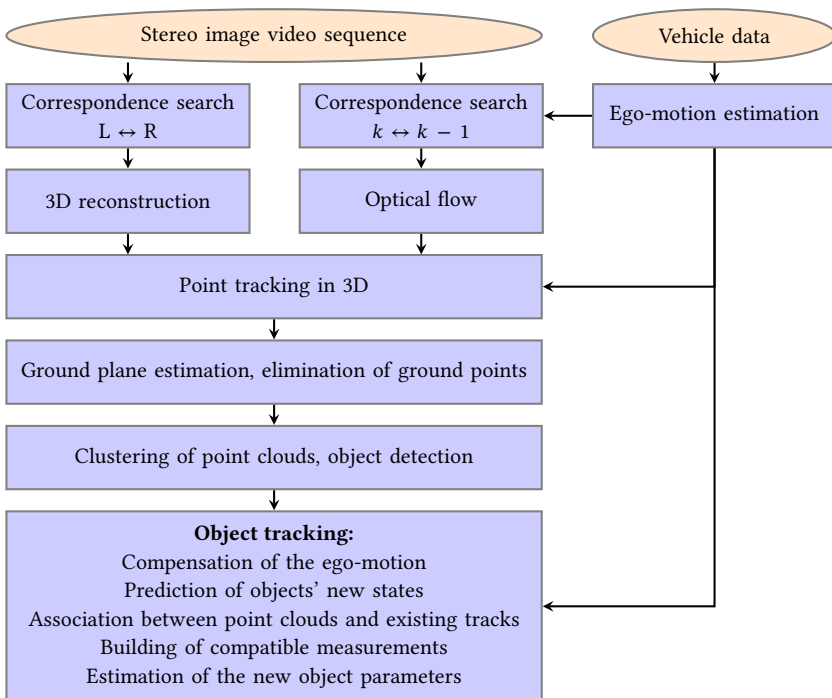 Stereo image video sequence
Vehicle data
Correspondence search
L ↔ R
Correspondence search
k ↔ k − 1
Ego-motion estimation
3D reconstruction
Optical flow
Point tracking in 3D
Ground plane estimation, elimination of ground points
Clustering of point clouds, object detection
Object tracking:
Compensation of the ego-motion
Prediction of objects' new states
Association between point clouds and existing tracks
Building of compatible measurements
Estimation of the new object parameters